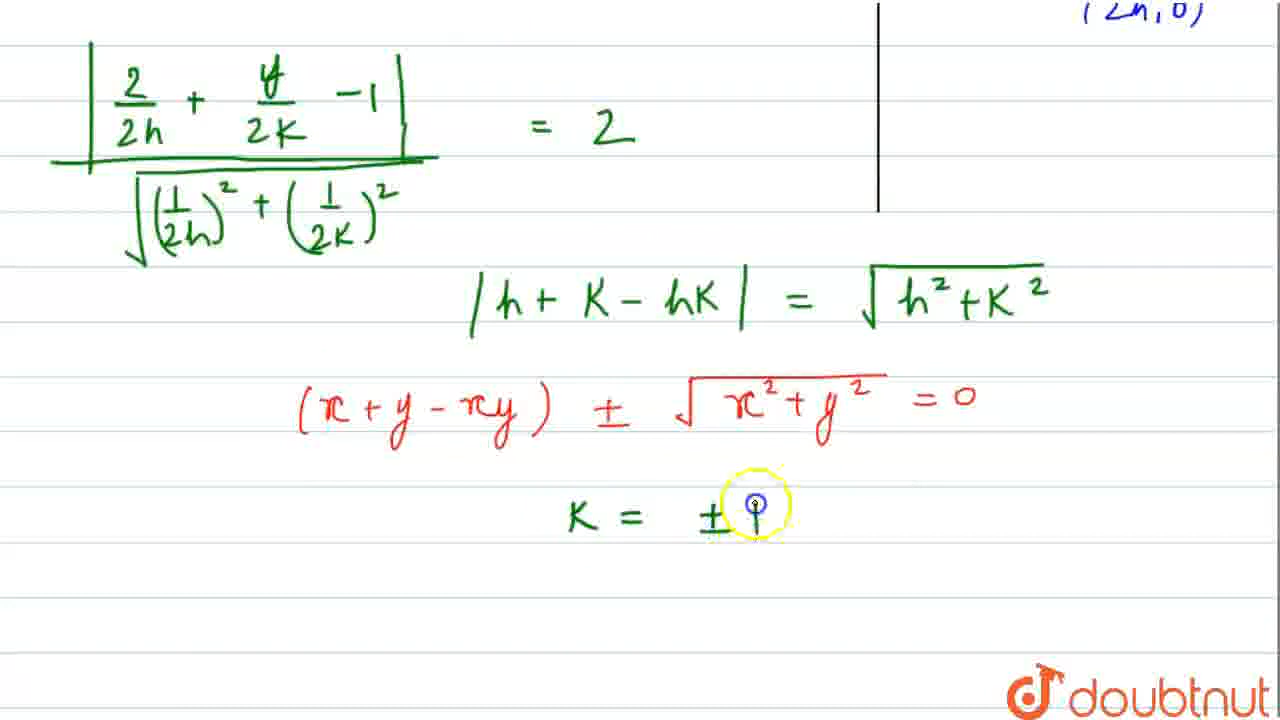 (2h, 0)
|2/2h + y/2K - 1| / √((1/2h)² + (1/2K)²) = 2
|h + K - hK| = √(h² + K²)
(x + y - xy) ± √(x² + y²) = 0
K = ± 1
doubtnut